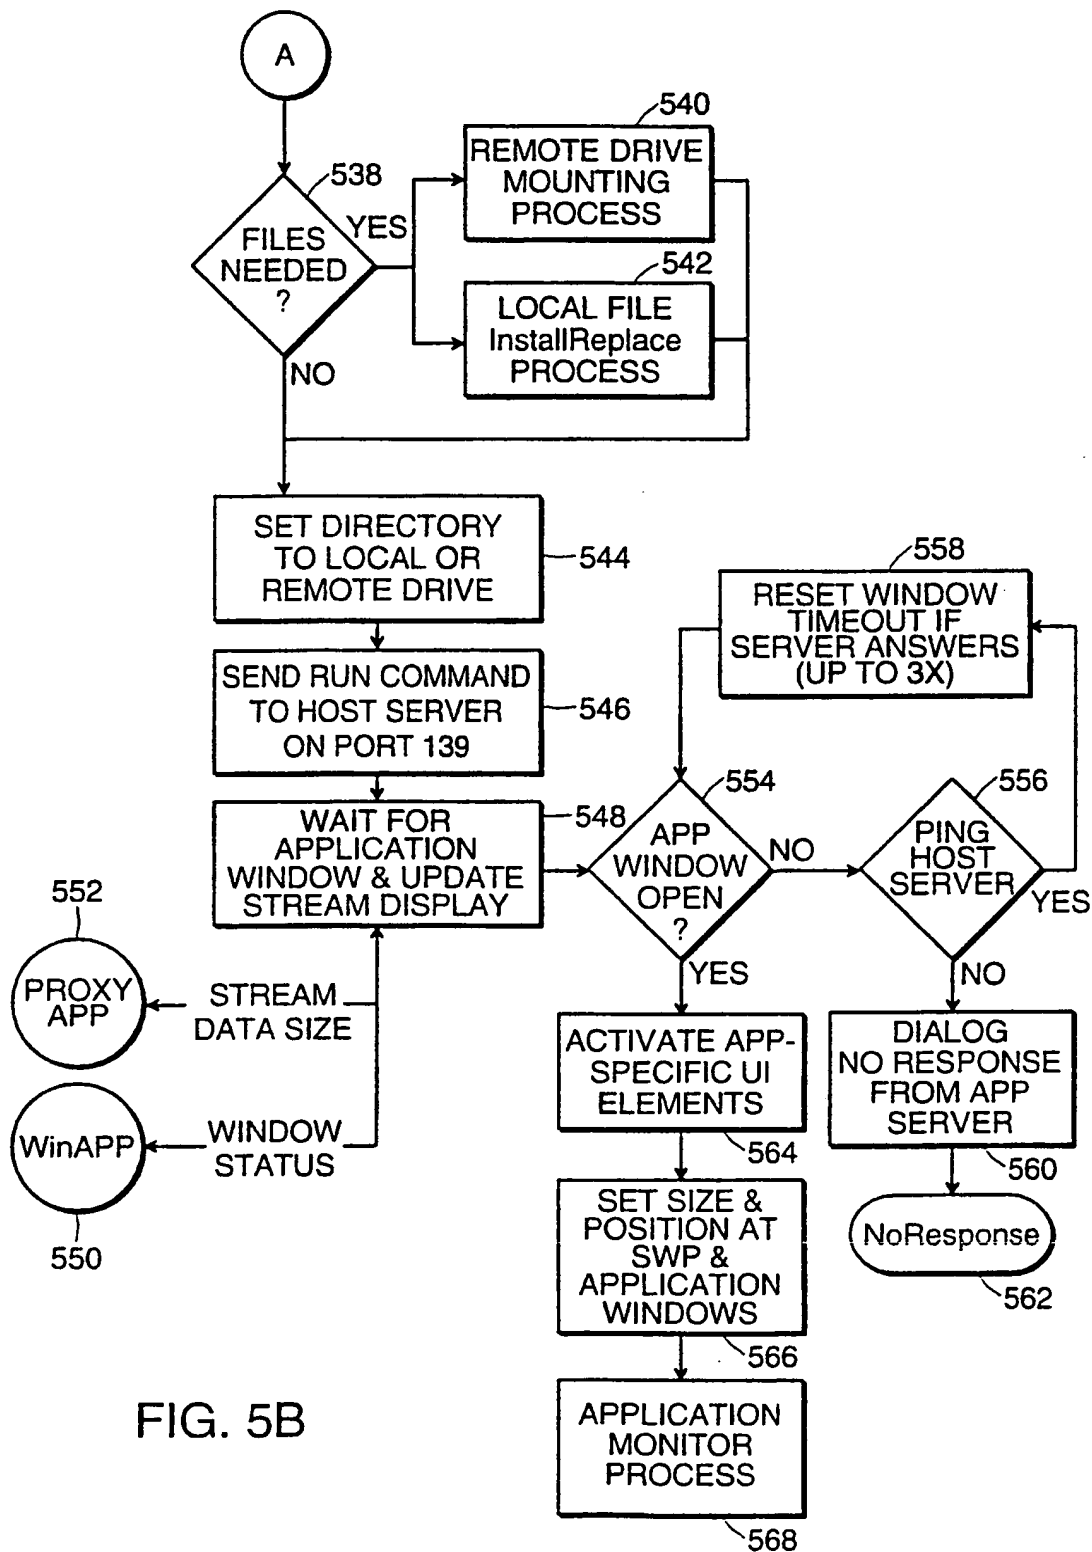 A
540
REMOTE DRIVE
MOUNTING
PROCESS
538
YES
FILES
NEEDED
?
542
LOCAL FILE
InstallReplace
PROCESS
NO
SET DIRECTORY
TO LOCAL OR
REMOTE DRIVE
544
558
RESET WINDOW
TIMEOUT IF
SERVER ANSWERS
(UP TO 3X)
SEND RUN COMMAND
TO HOST SERVER
ON PORT 139
546
WAIT FOR
APPLICATION
WINDOW & UPDATE
STREAM DISPLAY
548
554
APP
WINDOW
OPEN
?
NO
556
PING
HOST
SERVER
YES
552
PROXY
APP
STREAM
DATA SIZE
YES
NO
WinAPP
WINDOW
STATUS
550
ACTIVATE APP-
SPECIFIC UI
ELEMENTS
564
DIALOG
NO RESPONSE
FROM APP
SERVER
560
SET SIZE &
POSITION AT
SWP &
APPLICATION
WINDOWS
566
NoResponse
562
APPLICATION
MONITOR
PROCESS
568
FIG. 5B